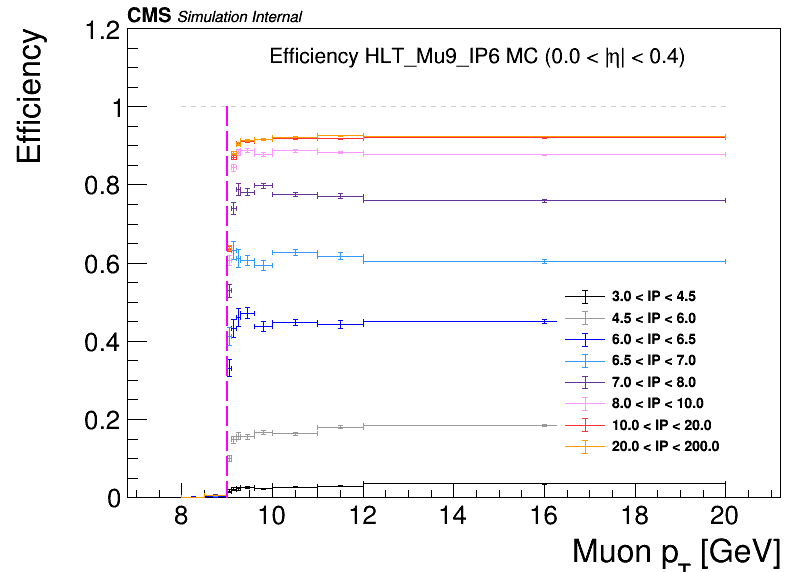 CMS Simulation Internal
Efficiency HLT_Mu9_IP6 MC (0.0 < |η| < 0.4)
Efficiency
1.2
1
0.8
0.6
0.4
0.2
0
3.0 < IP < 4.5
4.5 < IP < 6.0
6.0 < IP < 6.5
6.5 < IP < 7.0
7.0 < IP < 8.0
8.0 < IP < 10.0
10.0 < IP < 20.0
20.0 < IP < 200.0
8 10 12 14 16 18 20
Muon p_T [GeV]